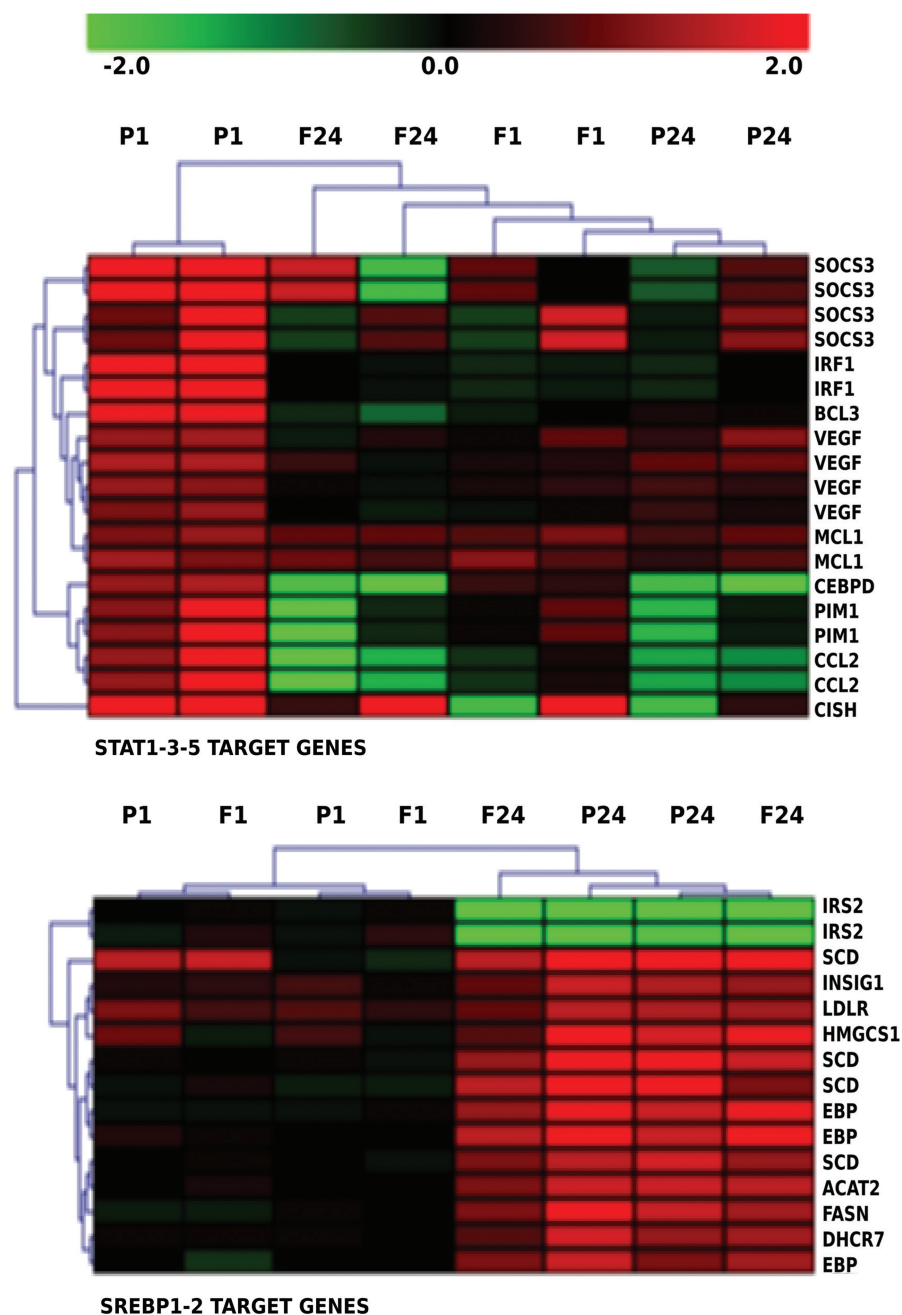 -2.0 0.0 2.0
P1 P1 F24 F24 F1 F1 P24 P24
SOCS3
SOCS3
SOCS3
SOCS3
IRF1
IRF1
BCL3
VEGF
VEGF
VEGF
VEGF
MCL1
MCL1
CEBPD
PIM1
PIM1
CCL2
CCL2
CISH
STAT1-3-5 TARGET GENES
P1 F1 P1 F1 F24 P24 P24 F24
IRS2
IRS2
SCD
INSIG1
LDLR
HMGCS1
SCD
SCD
EBP
EBP
SCD
ACAT2
FASN
DHCR7
EBP
SREBP1-2 TARGET GENES